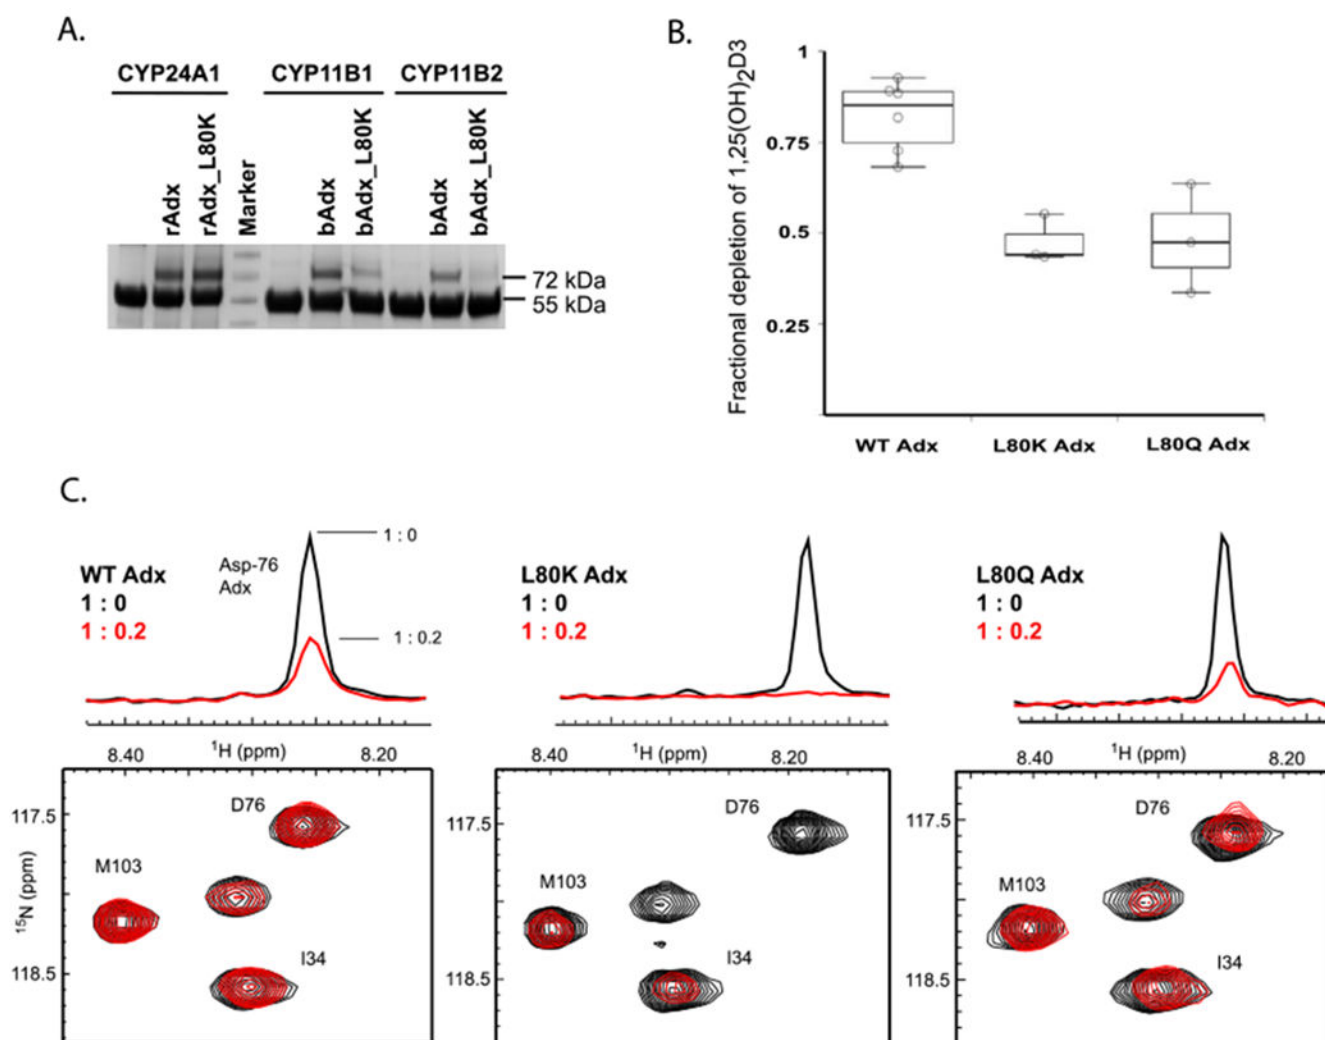 A.
CYP24A1 CYP11B1 CYP11B2
rAdx
rAdx_L80K
Marker
bAdx
bAdx_L80K
bAdx
bAdx_L80K
72 kDa
55 kDa
B.
Fractional depletion of 1,25(OH)2D3
1
0.75
0.5
0.25
WT Adx L80K Adx L80Q Adx
C.
WT Adx
1 : 0
1 : 0.2
Asp-76
Adx
1 : 0
1 : 0.2
8.40 1H (ppm) 8.20
15N (ppm)
117.5
118.5
D76
M103
I34
L80K Adx
1 : 0
1 : 0.2
8.40 1H (ppm) 8.20
117.5
118.5
D76
M103
I34
L80Q Adx
1 : 0
1 : 0.2
8.40 1H (ppm) 8.20
117.5
118.5
D76
M103
I34